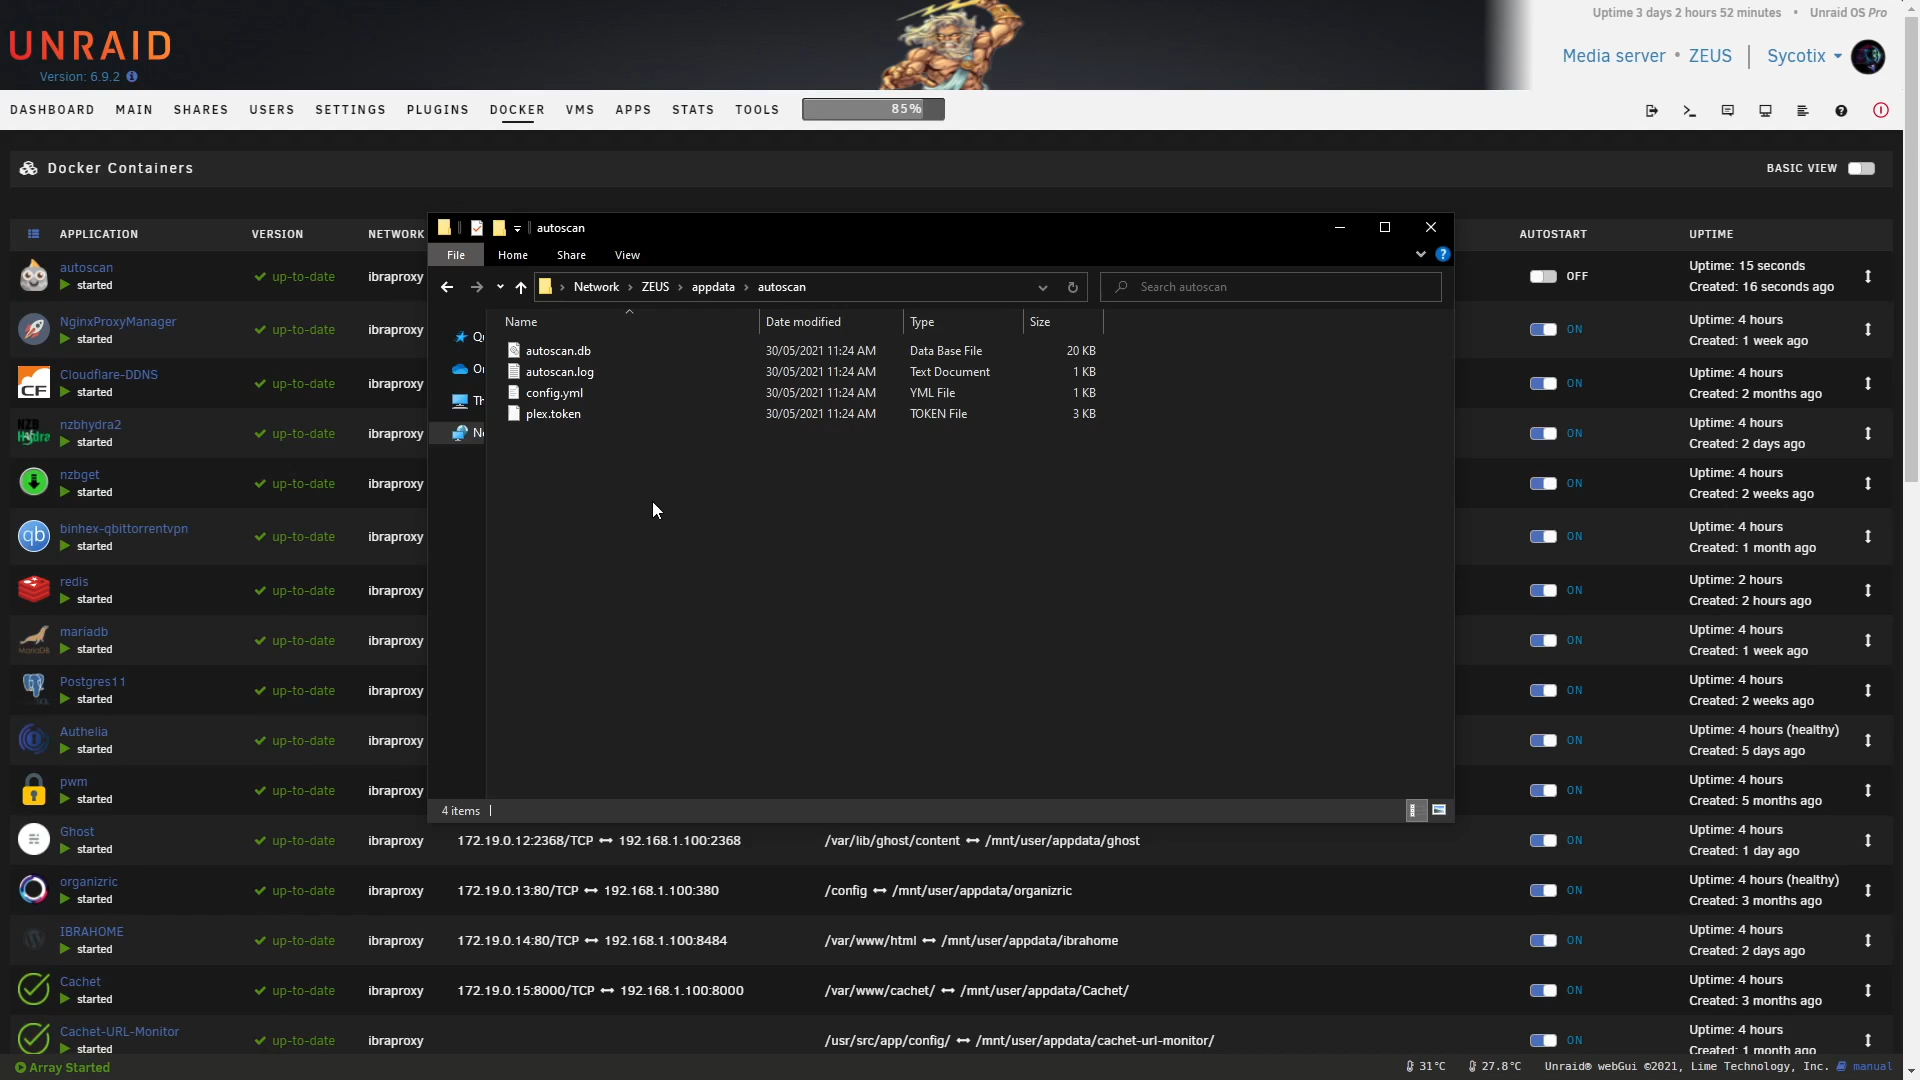 Uptime 3 days 2 hours 52 minutes • Unraid OS Pro
UNRAID
Version: 6.9.2
Media server • ZEUS
Sycotix
DASHBOARD MAIN SHARES USERS SETTINGS PLUGINS DOCKER VMS APPS STATS TOOLS 85%
Docker Containers
BASIC VIEW
APPLICATION VERSION NETWORK AUTOSTART UPTIME
autoscan
File Home Share View
Network › ZEUS › appdata › autoscan
Search autoscan
Name Date modified Type Size
autoscan.db 30/05/2021 11:24 AM Data Base File 20 KB
autoscan.log 30/05/2021 11:24 AM Text Document 1 KB
config.yml 30/05/2021 11:24 AM YML File 1 KB
plex.token 30/05/2021 11:24 AM TOKEN File 3 KB
4 items
autoscan
started
up-to-date ibraproxy OFF
Uptime: 15 seconds
Created: 16 seconds ago
NginxProxyManager
started
up-to-date ibraproxy ON
Uptime: 4 hours
Created: 1 week ago
CF
Cloudflare-DDNS
started
up-to-date ibraproxy ON
Uptime: 4 hours
Created: 2 months ago
nzbhydra2
started
up-to-date ibraproxy ON
Uptime: 4 hours
Created: 2 days ago
nzbget
started
up-to-date ibraproxy ON
Uptime: 4 hours
Created: 2 weeks ago
qb
binhex-qbittorrentvpn
started
up-to-date ibraproxy ON
Uptime: 4 hours
Created: 1 month ago
redis
started
up-to-date ibraproxy ON
Uptime: 2 hours
Created: 2 hours ago
mariadb
started
up-to-date ibraproxy ON
Uptime: 4 hours
Created: 1 week ago
Postgres11
started
up-to-date ibraproxy ON
Uptime: 4 hours
Created: 2 weeks ago
Authelia
started
up-to-date ibraproxy ON
Uptime: 4 hours (healthy)
Created: 5 days ago
pwm
started
up-to-date ibraproxy ON
Uptime: 4 hours
Created: 5 months ago
Ghost
started
up-to-date ibraproxy 172.19.0.12:2368/TCP ↔ 192.168.1.100:2368 /var/lib/ghost/content ↔ /mnt/user/appdata/ghost ON
Uptime: 4 hours
Created: 1 day ago
organizric
started
up-to-date ibraproxy 172.19.0.13:80/TCP ↔ 192.168.1.100:380 /config ↔ /mnt/user/appdata/organizric ON
Uptime: 4 hours (healthy)
Created: 3 months ago
IBRAHOME
started
up-to-date ibraproxy 172.19.0.14:80/TCP ↔ 192.168.1.100:8484 /var/www/html ↔ /mnt/user/appdata/ibrahome ON
Uptime: 4 hours
Created: 2 days ago
Cachet
started
up-to-date ibraproxy 172.19.0.15:8000/TCP ↔ 192.168.1.100:8000 /var/www/cachet/ ↔ /mnt/user/appdata/Cachet/ ON
Uptime: 4 hours
Created: 3 months ago
Cachet-URL-Monitor
started
up-to-date ibraproxy /usr/src/app/config/ ↔ /mnt/user/appdata/cachet-url-monitor/ ON
Uptime: 4 hours
Created: 1 month ago
Array Started
31°C 27.8°C Unraid® webGui ©2021, Lime Technology, Inc. manual